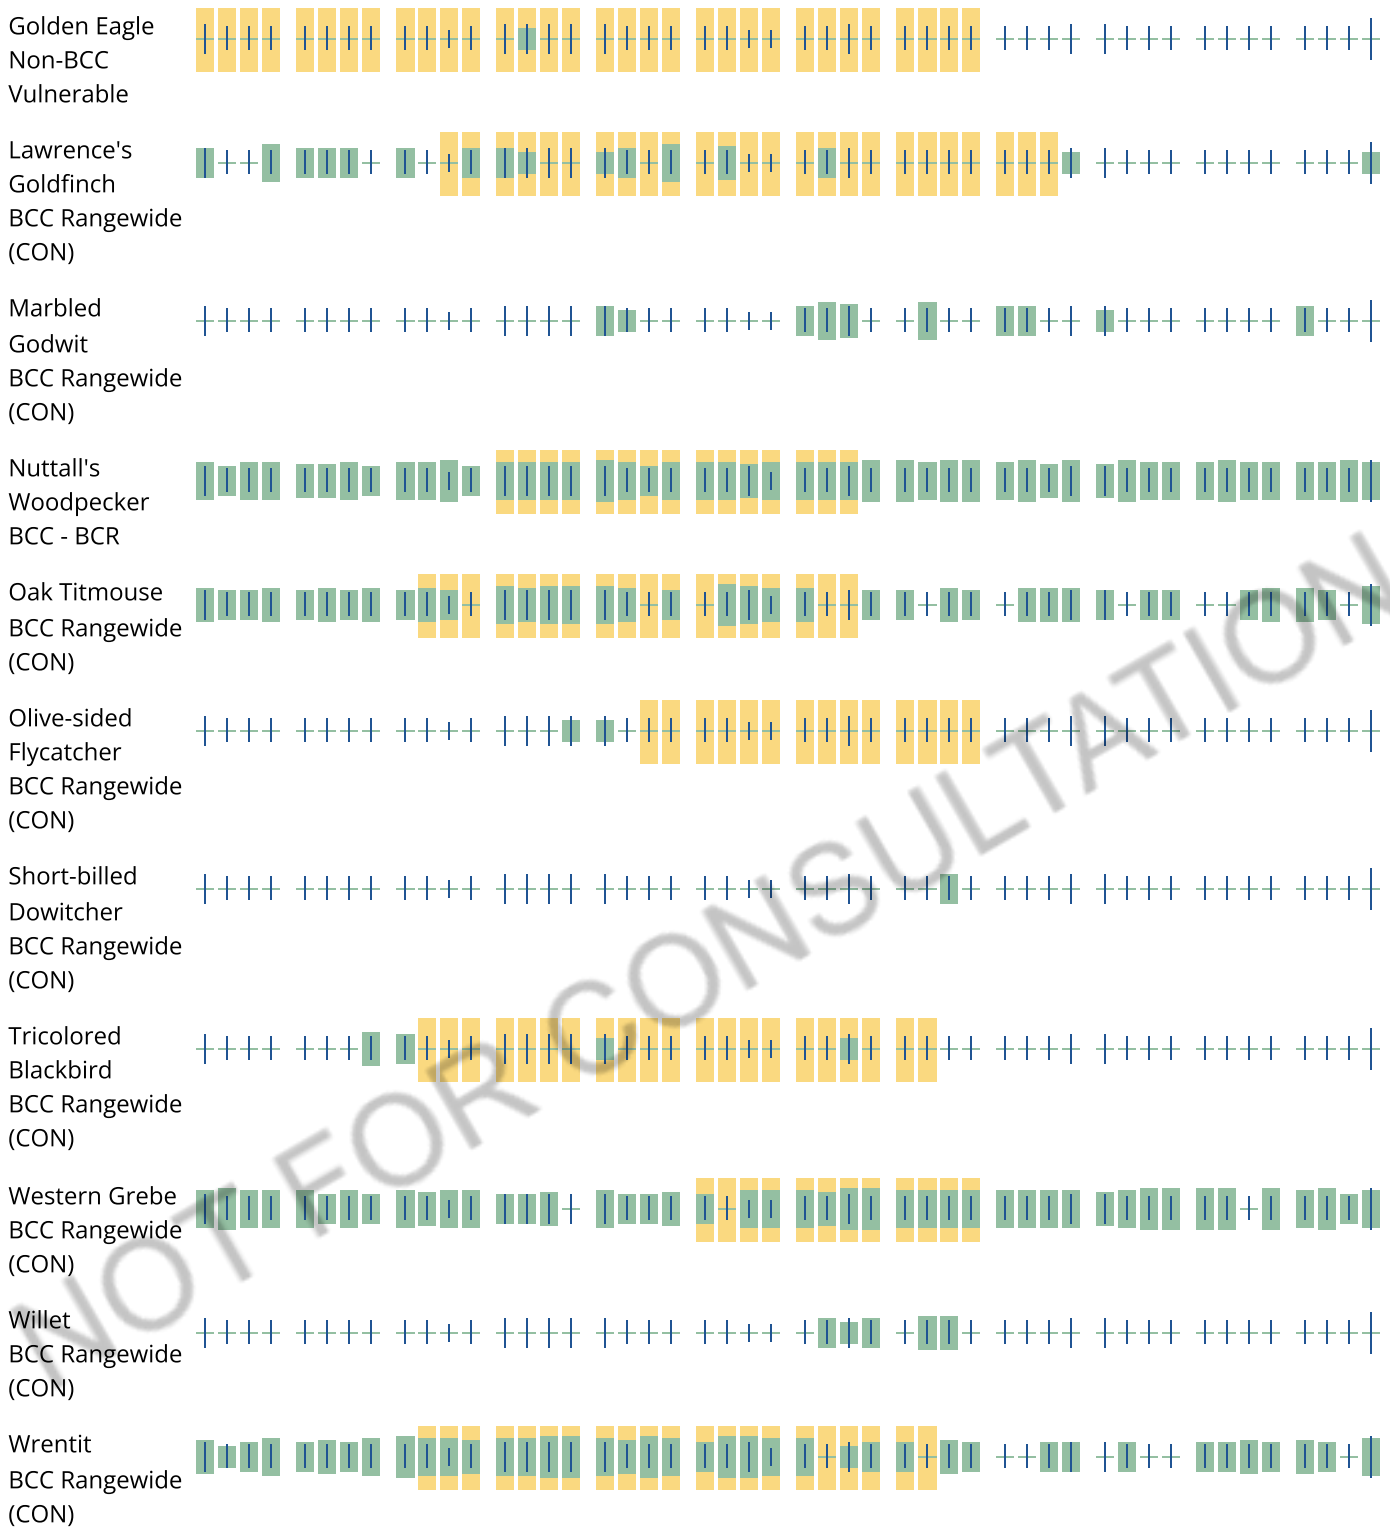 Golden Eagle
Non-BCC
Vulnerable
Lawrence's
Goldfinch
BCC Rangewide
(CON)
Marbled
Godwit
BCC Rangewide
(CON)
Nuttall's
Woodpecker
BCC - BCR
Oak Titmouse
BCC Rangewide
(CON)
Olive-sided
Flycatcher
BCC Rangewide
(CON)
Short-billed
Dowitcher
BCC Rangewide
(CON)
Tricolored
Blackbird
BCC Rangewide
(CON)
Western Grebe
BCC Rangewide
(CON)
Willet
BCC Rangewide
(CON)
Wrentit
BCC Rangewide
(CON)
NOT FOR CONSULTATION